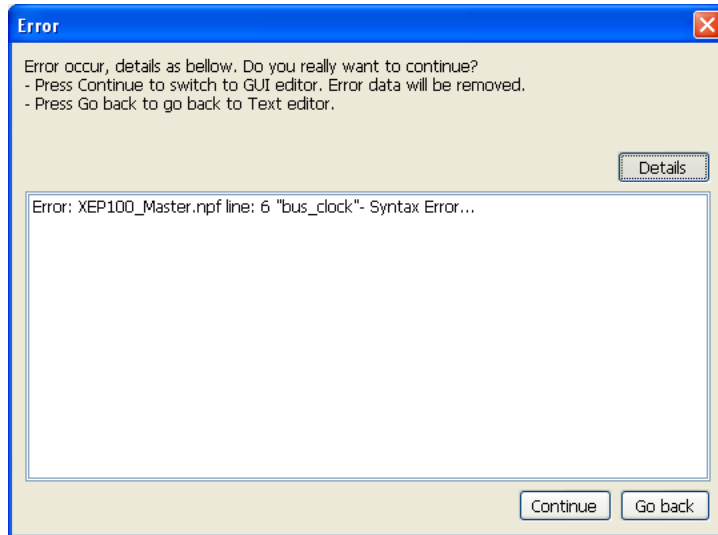 Error
Error occur, details as bellow. Do you really want to continue?
- Press Continue to switch to GUI editor. Error data will be removed.
- Press Go back to go back to Text editor.
Details
Error: XEP100_Master.npf line: 6 "bus_clock"- Syntax Error...
Continue Go back